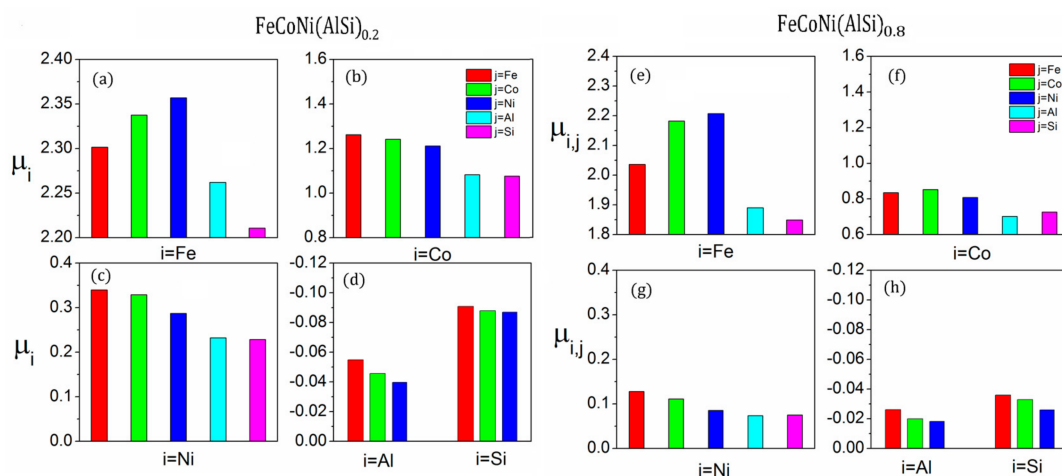 FeCoNi(AlSi)0.2
FeCoNi(AlSi)0.8
(a)
2.40
2.35
2.30
2.25
2.20
μi
i=Fe
(b)
1.6
1.4
1.2
1.0
0.8
j=Fe
j=Co
j=Ni
j=Al
j=Si
i=Co
(c)
0.4
0.3
0.2
0.1
0.0
μi
i=Ni
(d)
-0.12
-0.10
-0.08
-0.06
-0.04
-0.02
0.00
i=Al
i=Si
(e)
2.4
2.3
2.2
2.1
2.0
1.9
1.8
μi,j
i=Fe
(f)
1.6
1.4
1.2
1.0
0.8
0.6
j=Fe
j=Co
j=Ni
j=Al
j=Si
i=Co
(g)
0.4
0.3
0.2
0.1
0.0
μi,j
i=Ni
(h)
-0.12
-0.10
-0.08
-0.06
-0.04
-0.02
0.00
i=Al
i=Si